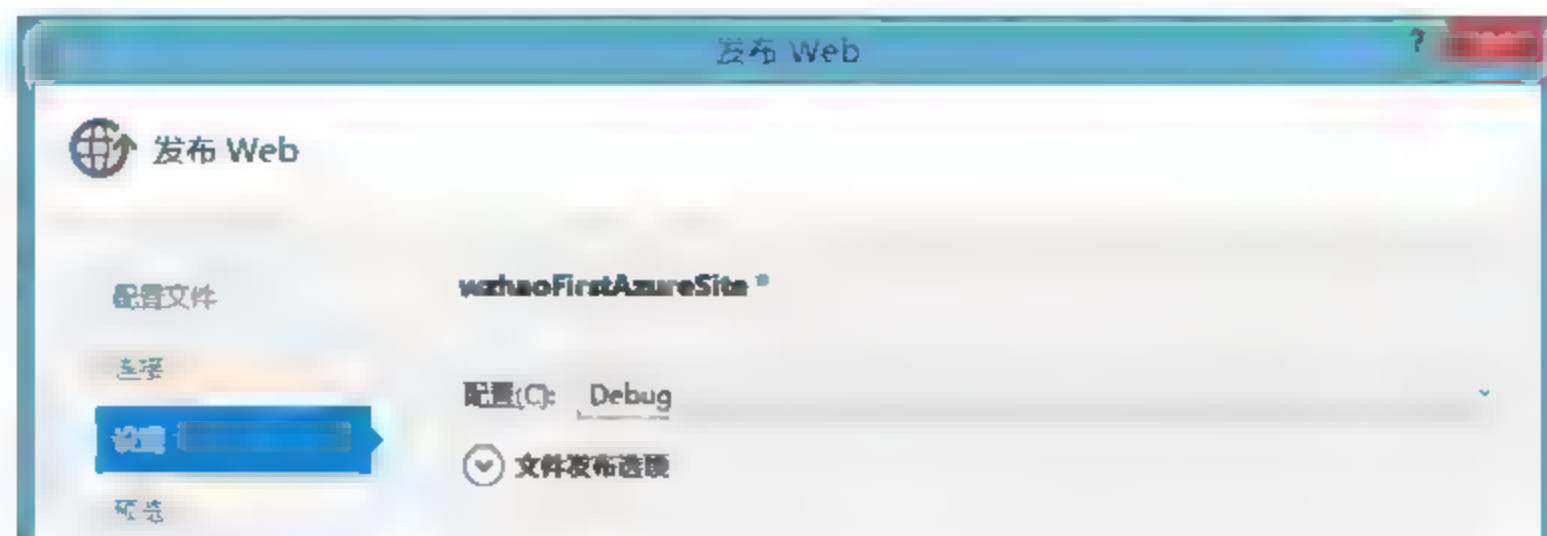 发布 Web
?
发布 Web
配置文件
wzhaoFirstAzureSite *
连接
配置(C): Debug
设置
文件发布选项
预览